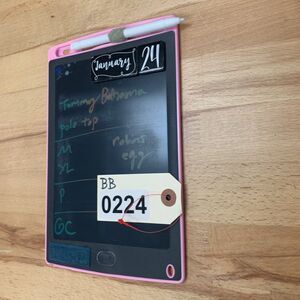 January 24
Tommy Bahama
polo top
M
robins
XL
egg
P
GC
BB
0224